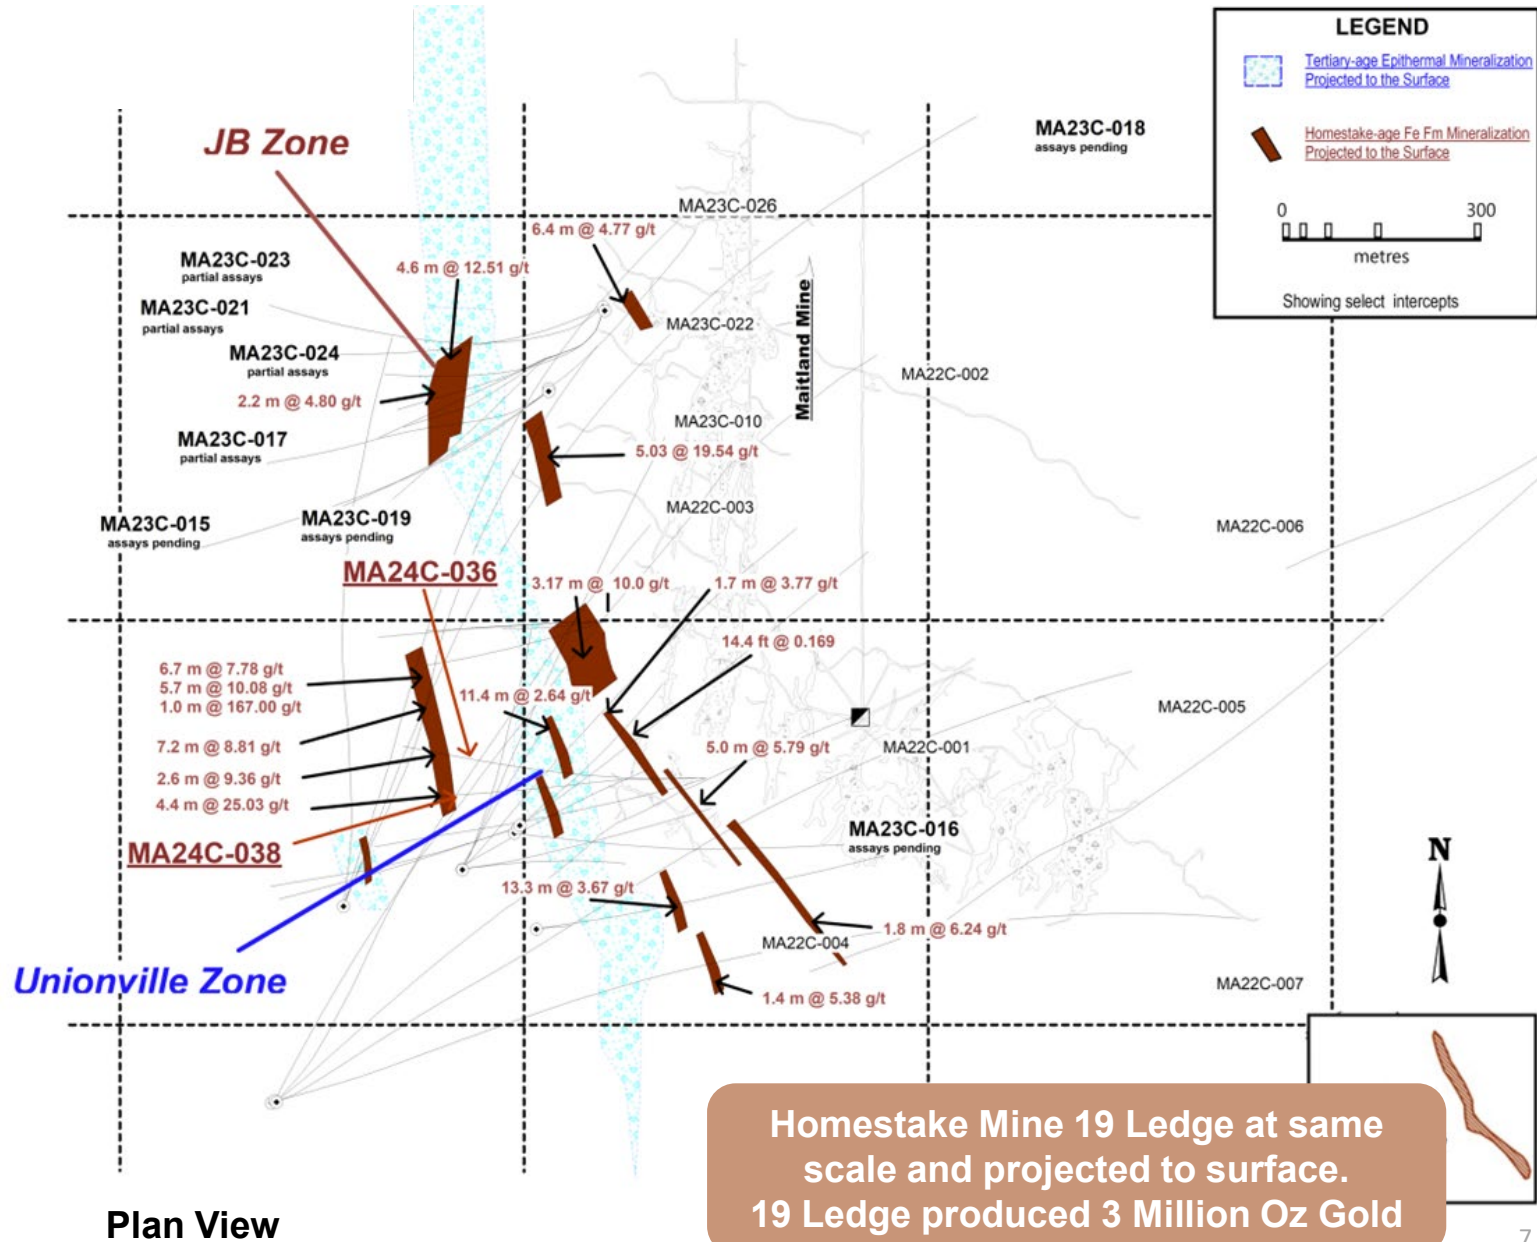 LEGEND
Tertiary-age Epithermal Mineralization
Projected to the Surface
Homestake-age Fe Fm Mineralization
Projected to the Surface
0 300
metres
Showing select intercepts
JB Zone
MA23C-018
assays pending
MA23C-026
6.4 m @ 4.77 g/t
MA23C-023
partial assays
4.6 m @ 12.51 g/t
MA23C-021
partial assays
MA23C-022
Maitland Mine
MA23C-024
partial assays
MA22C-002
2.2 m @ 4.80 g/t
MA23C-010
MA23C-017
partial assays
5.03 @ 19.54 g/t
MA22C-003
MA23C-015
assays pending
MA23C-019
assays pending
MA22C-006
MA24C-036
3.17 m @ 10.0 g/t
1.7 m @ 3.77 g/t
14.4 ft @ 0.169
6.7 m @ 7.78 g/t
5.7 m @ 10.08 g/t
1.0 m @ 167.00 g/t
11.4 m @ 2.64 g/t
MA22C-005
7.2 m @ 8.81 g/t
5.0 m @ 5.79 g/t
MA22C-001
2.6 m @ 9.36 g/t
4.4 m @ 25.03 g/t
MA23C-016
assays pending
MA24C-038
N
13.3 m @ 3.67 g/t
1.8 m @ 6.24 g/t
MA22C-004
Unionville Zone
MA22C-007
1.4 m @ 5.38 g/t
Homestake Mine 19 Ledge at same
scale and projected to surface.
19 Ledge produced 3 Million Oz Gold
Plan View
7